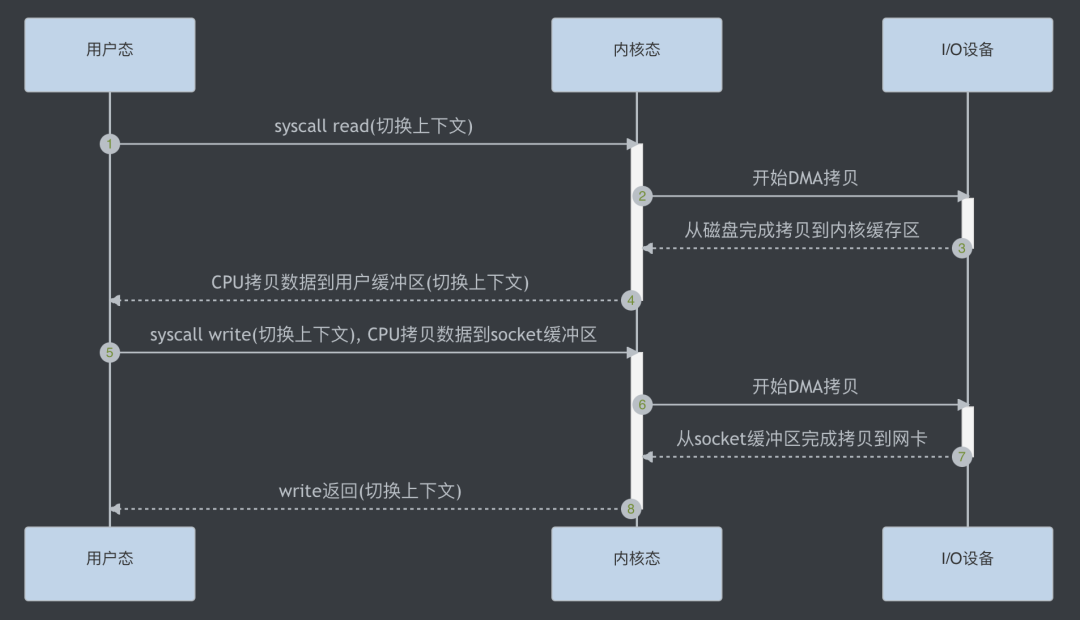 用户态
内核态
I/O设备
syscall read(切换上下文)
1
开始DMA拷贝
2
从磁盘完成拷贝到内核缓存区
3
CPU拷贝数据到用户缓冲区(切换上下文)
4
syscall write(切换上下文), CPU拷贝数据到socket缓冲区
5
开始DMA拷贝
6
从socket缓冲区完成拷贝到网卡
7
write返回(切换上下文)
8
用户态
内核态
I/O设备